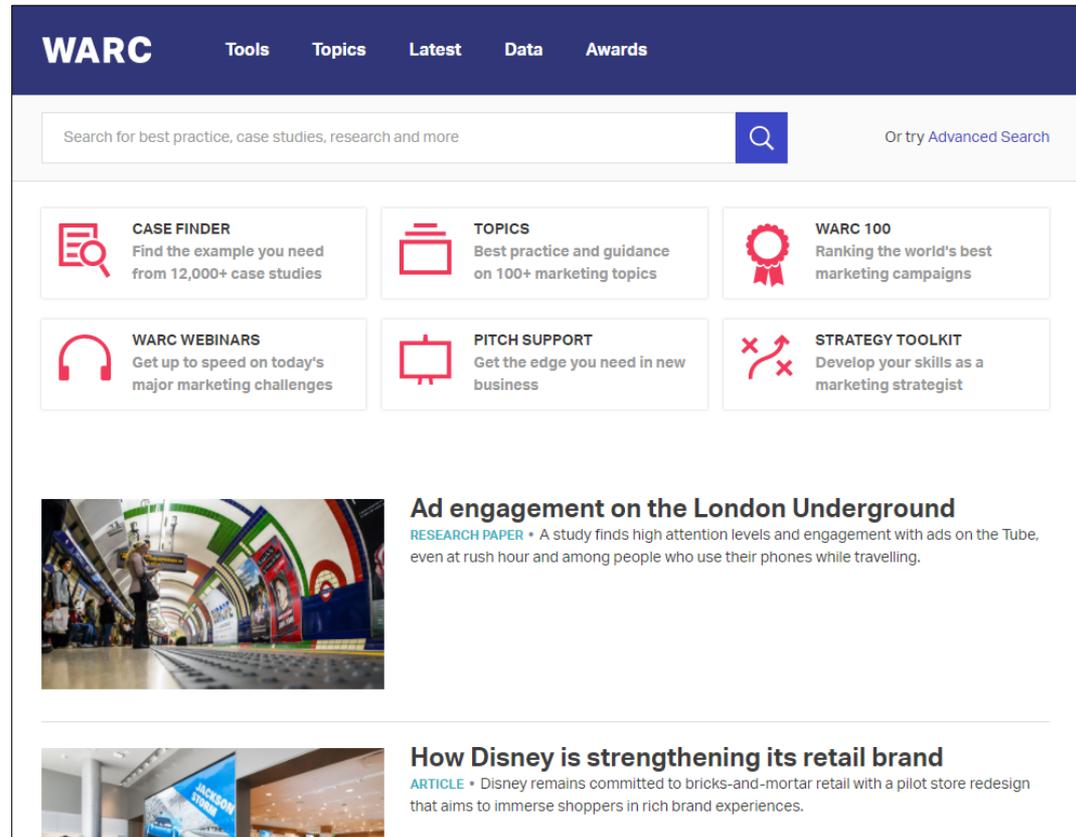 WARC
Tools Topics Latest Data Awards
Search for best practice, case studies, research and more
Or try Advanced Search
CASE FINDER
Find the example you need
from 12,000+ case studies
TOPICS
Best practice and guidance
on 100+ marketing topics
WARC 100
Ranking the world's best
marketing campaigns
WARC WEBINARS
Get up to speed on today's
major marketing challenges
PITCH SUPPORT
Get the edge you need in new
business
STRATEGY TOOLKIT
Develop your skills as a
marketing strategist
Ad engagement on the London Underground
RESEARCH PAPER • A study finds high attention levels and engagement with ads on the Tube,
even at rush hour and among people who use their phones while travelling.
How Disney is strengthening its retail brand
ARTICLE • Disney remains committed to bricks-and-mortar retail with a pilot store redesign
that aims to immerse shoppers in rich brand experiences.
JACKSON
STORM